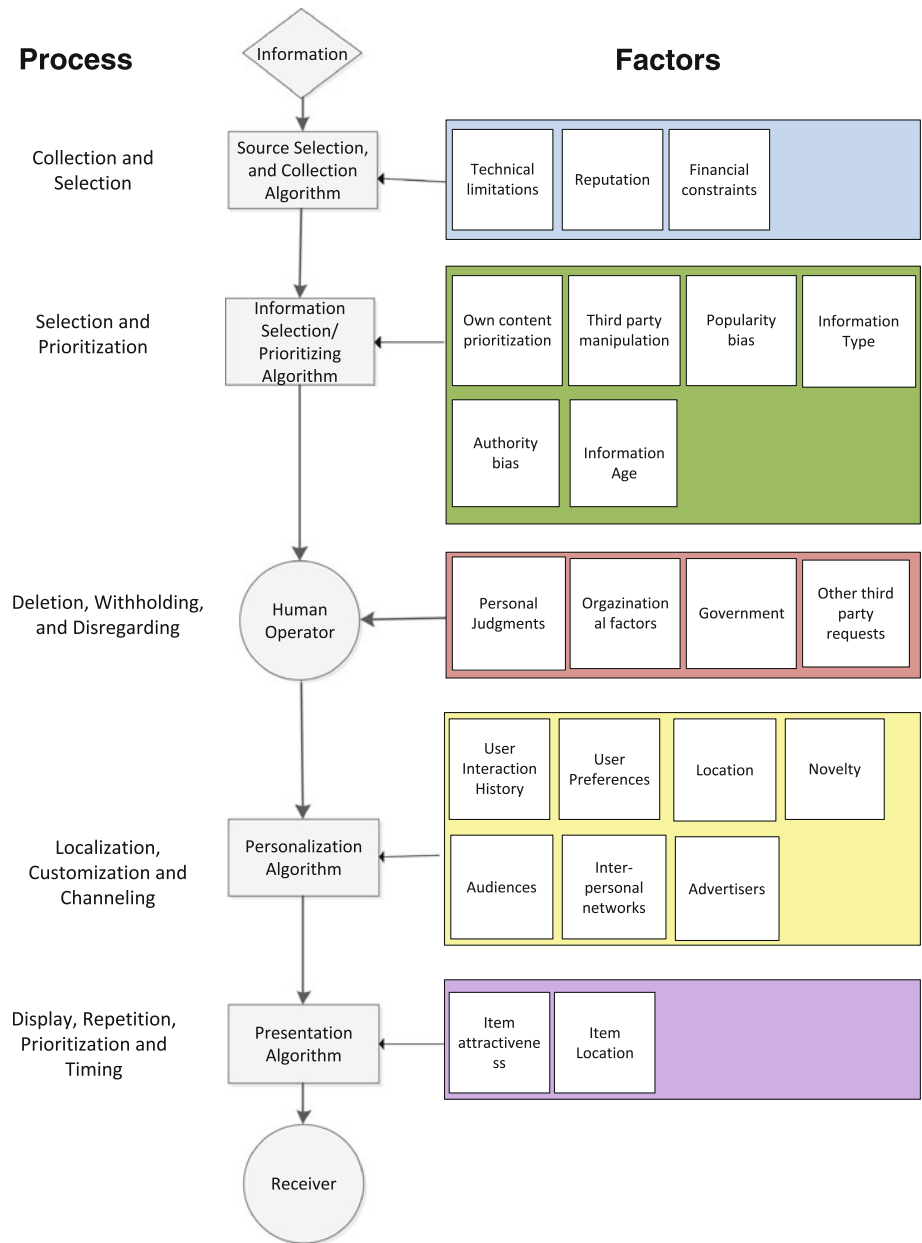 Process
Information
Factors
Collection and
Selection
Source Selection,
and Collection
Algorithm
Technical
limitations
Reputation
Financial
constraints
Selection and
Prioritization
Information
Selection/
Prioritizing
Algorithm
Own content
prioritization
Third party
manipulation
Popularity
bias
Information
Type
Authority
bias
Information
Age
Deletion, Withholding,
and Disregarding
Human
Operator
Personal
Judgments
Orgazination
al factors
Government
Other third
party
requests
Localization,
Customization and
Channeling
Personalization
Algorithm
User
Interaction
History
User
Preferences
Location
Novelty
Audiences
Inter-
personal
networks
Advertisers
Display, Repetition,
Prioritization and
Timing
Presentation
Algorithm
Item
attractivene
ss
Item
Location
Receiver